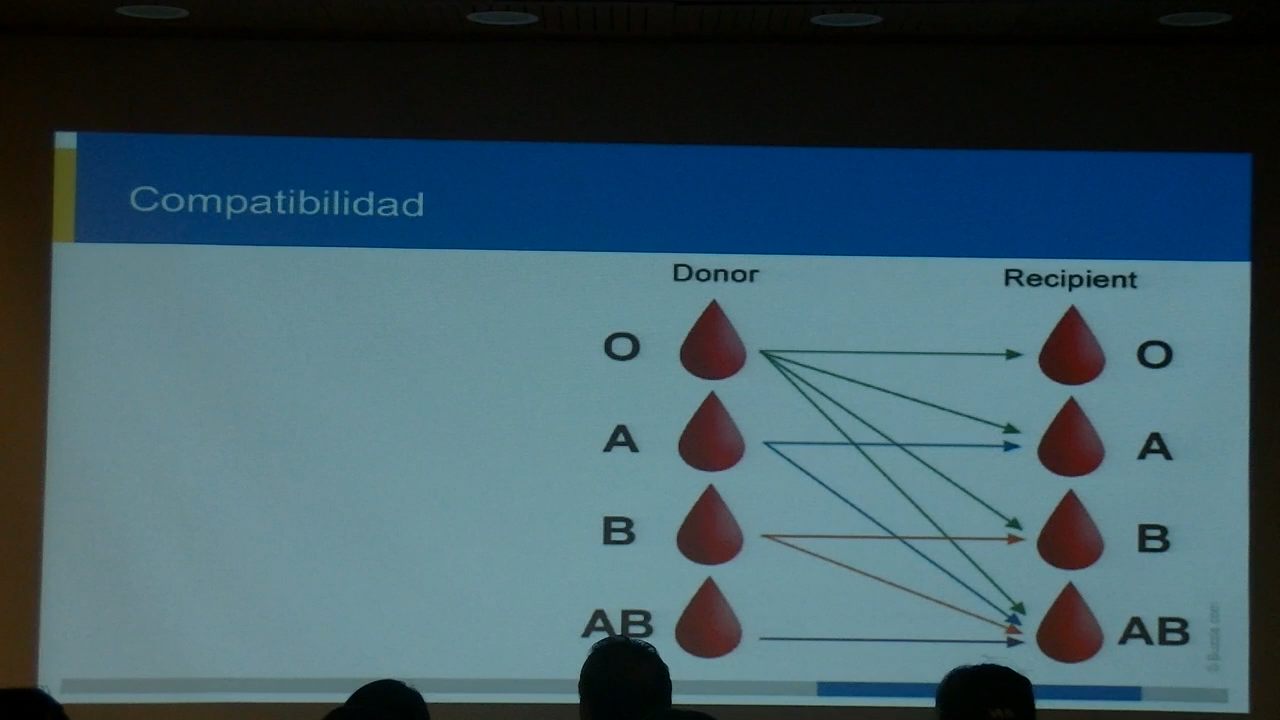 Compatibilidad
Donor Recipient
O O
A A
B B
AB AB